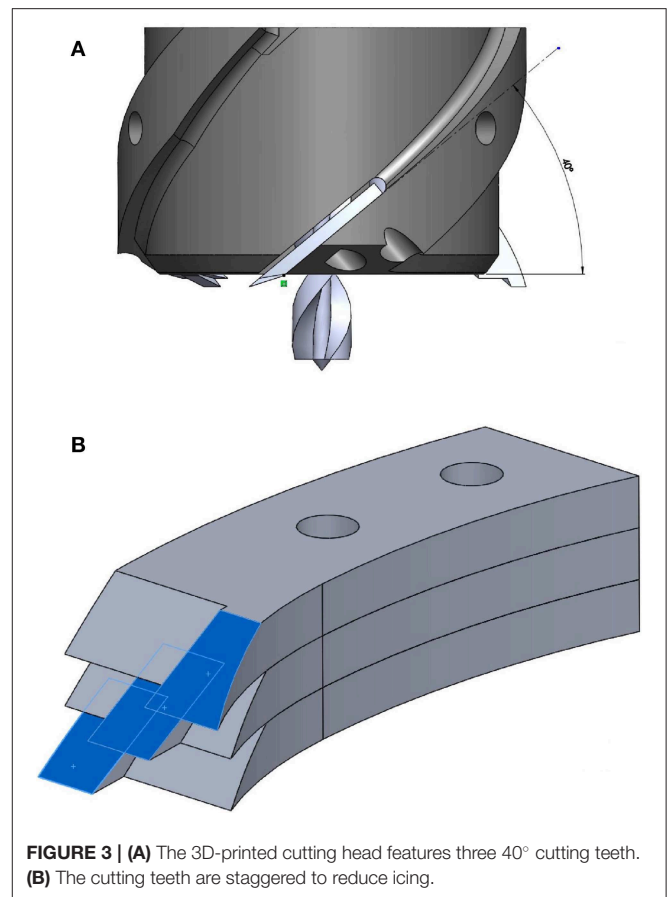 A
40°
B
FIGURE 3 | (A) The 3D-printed cutting head features three 40° cutting teeth.
(B) The cutting teeth are staggered to reduce icing.